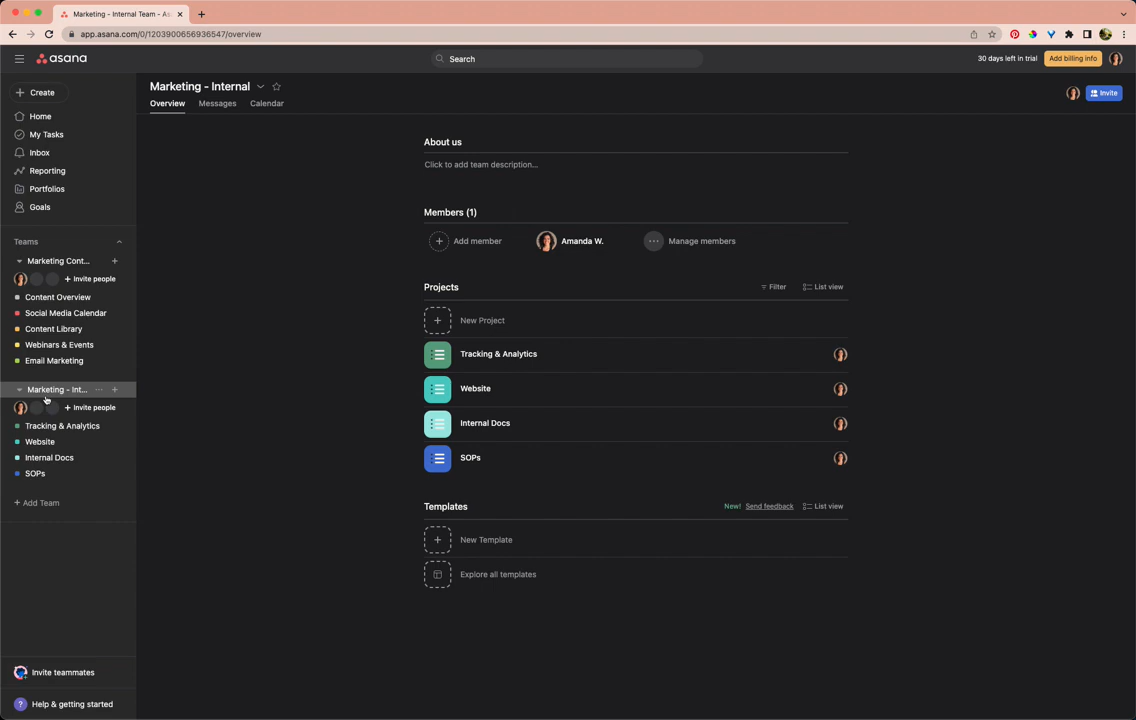 Marketing - Internal Team - As
app.asana.com/0/1203900656936547/overview
asana
Search
30 days left in trial
Add billing info
Create
Home
My Tasks
Inbox
Reporting
Portfolios
Goals
Teams
Marketing Cont...
+ Invite people
Content Overview
Social Media Calendar
Content Library
Webinars & Events
Email Marketing
Marketing - Int...
+ Invite people
Tracking & Analytics
Website
Internal Docs
SOPs
+ Add Team
Invite teammates
? Help & getting started
Marketing - Internal
Invite
Overview Messages Calendar
About us
Click to add team description...
Members (1)
Add member Amanda W. Manage members
Projects Filter List view
New Project
Tracking & Analytics
Website
Internal Docs
SOPs
Templates New! Send feedback List view
New Template
Explore all templates